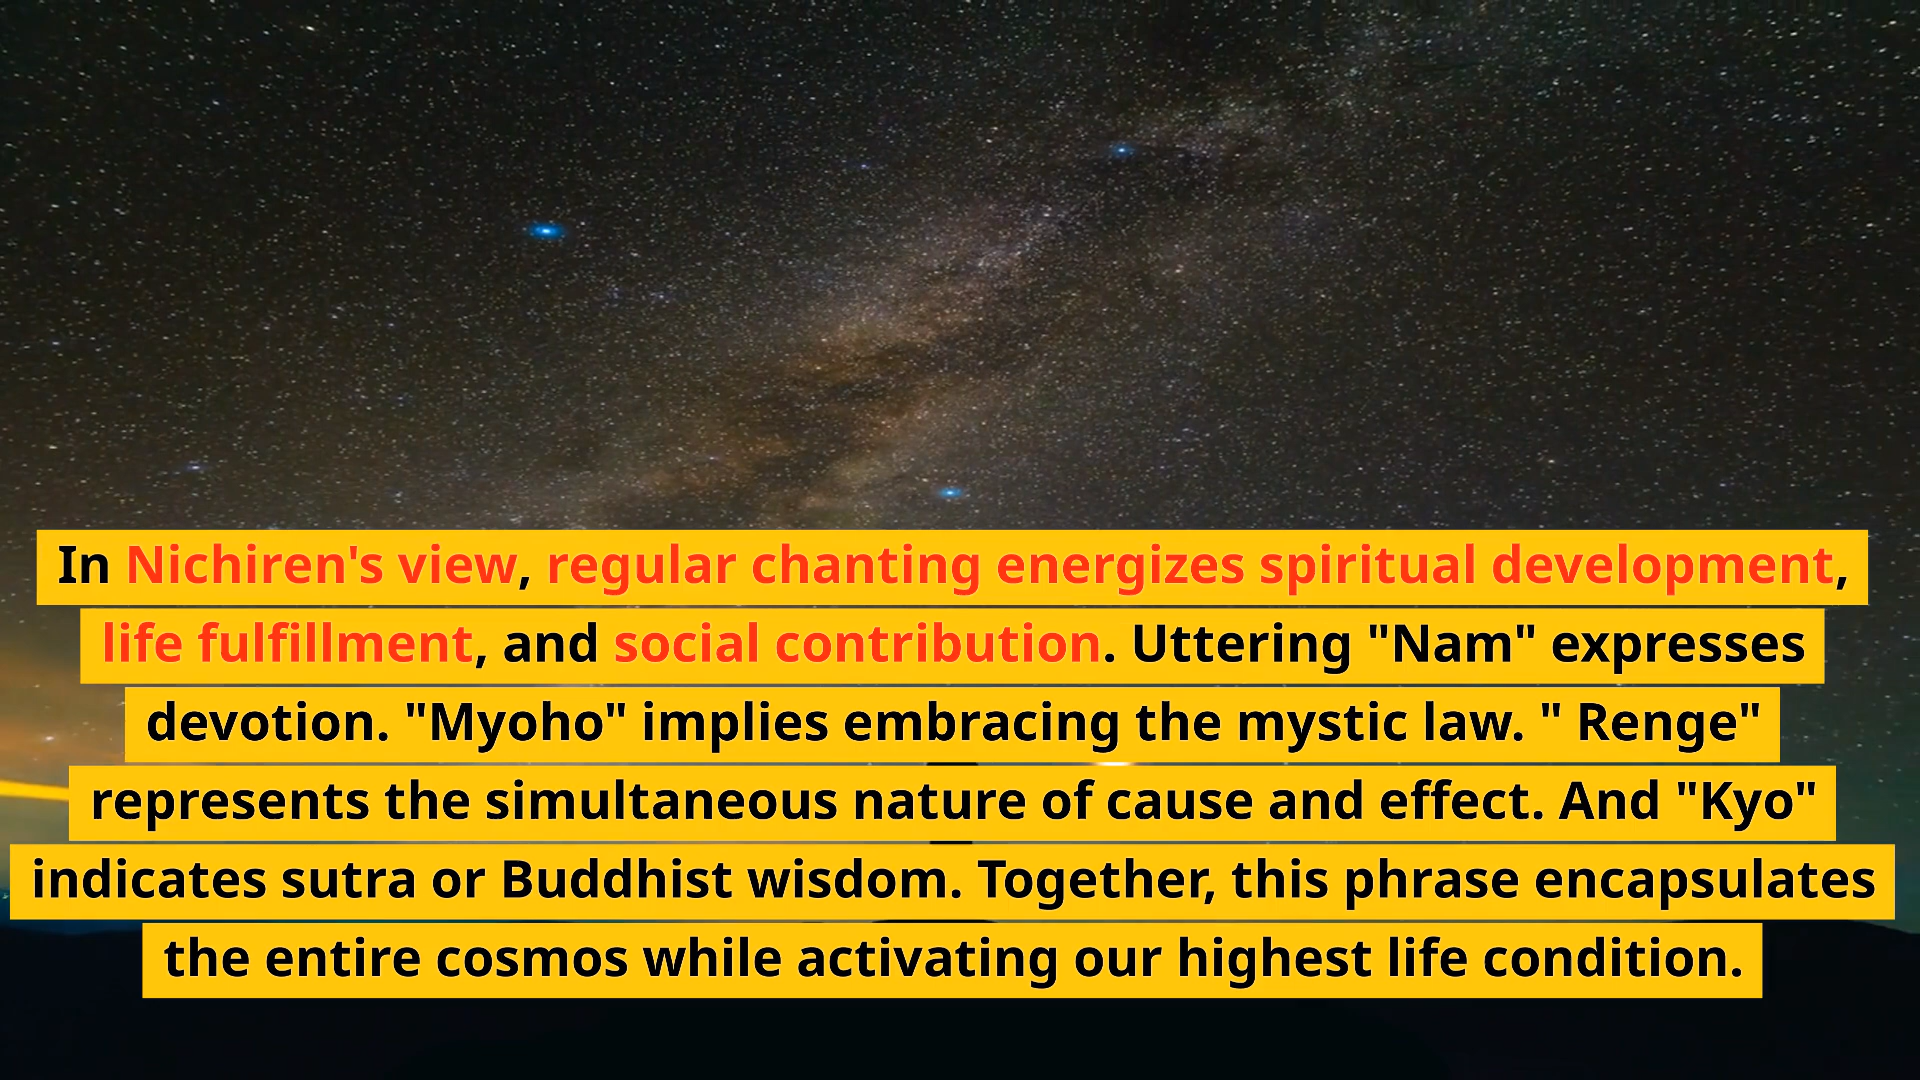 In Nichiren's view, regular chanting energizes spiritual development,
life fulfillment, and social contribution. Uttering "Nam" expresses
devotion. "Myoho" implies embracing the mystic law. " Renge"
represents the simultaneous nature of cause and effect. And "Kyo"
indicates sutra or Buddhist wisdom. Together, this phrase encapsulates
the entire cosmos while activating our highest life condition.